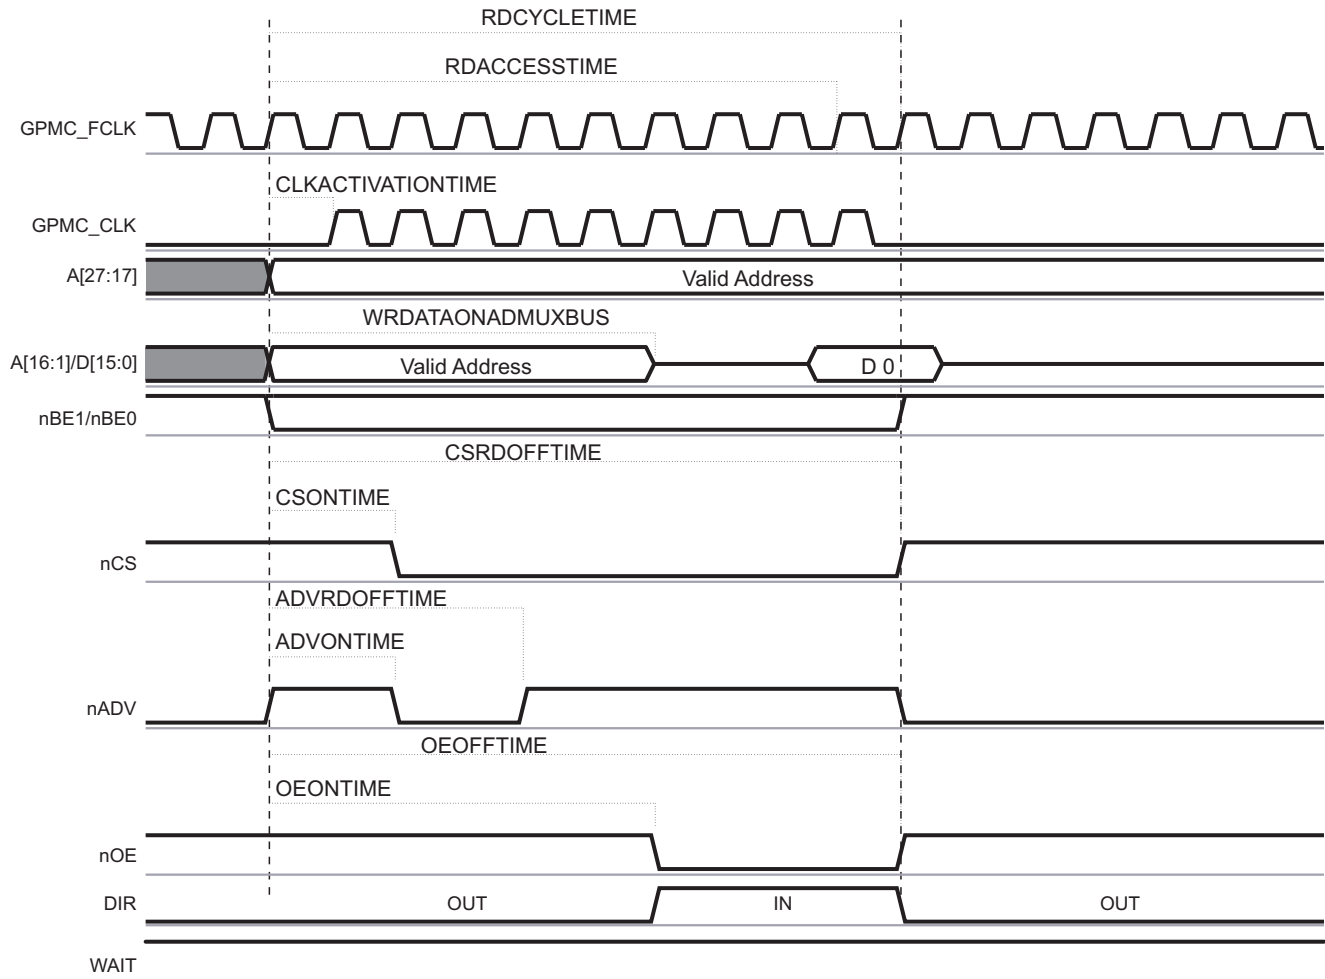 RDCYCLETIME
RDACCESSTIME
GPMC_FCLK
CLKACTIVATIONTIME
GPMC_CLK
A[27:17]
Valid Address
WRDATAONADMUXBUS
A[16:1]/D[15:0]
Valid Address
D 0
nBE1/nBE0
CSRDOFFTIME
CSONTIME
nCS
ADVRDOFFTIME
ADVONTIME
nADV
OEOFFTIME
OEONTIME
nOE
DIR
OUT
IN
OUT
WAIT